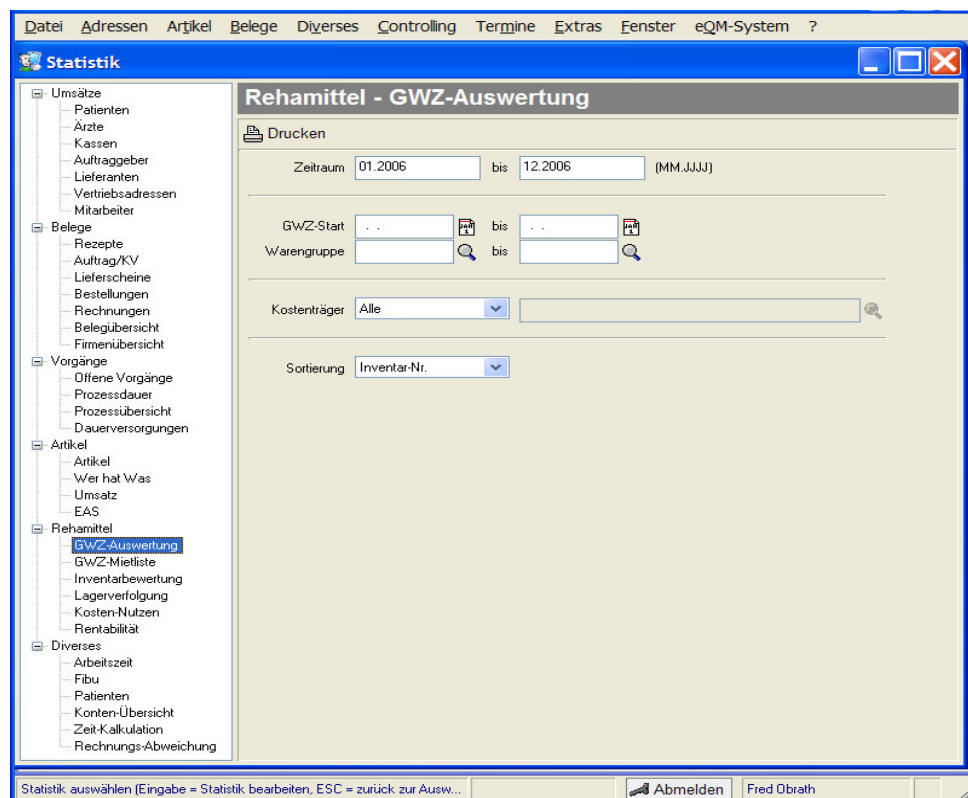 Datei Adressen Artikel Belege Diverses Controlling Termine Extras Fenster eQM-System ?
Statistik
Umsätze
Patienten
Ärzte
Kassen
Auftraggeber
Lieferanten
Vertriebsadressen
Mitarbeiter
Belege
Rezepte
Auftrag/KV
Lieferscheine
Bestellungen
Rechnungen
Belegübersicht
Firmenübersicht
Vorgänge
Offene Vorgänge
Prozessdauer
Prozessübersicht
Dauerversorgungen
Artikel
Artikel
Wer hat Was
Umsatz
EAS
Rehamittel
GWZ-Auswertung
GWZ-Mietliste
Inventarbewertung
Lagerverfolgung
Kosten-Nutzen
Rentabilität
Diverses
Arbeitszeit
Fibu
Patienten
Konten-Übersicht
Zeit-Kalkulation
Rechnungs-Abweichung
Rehamittel - GWZ-Auswertung
Drucken
Zeitraum 01.2006 bis 12.2006 (MM.JJJJ)
GWZ-Start . . bis . .
Warengruppe bis
Kostenträger Alle
Sortierung Inventar-Nr.
Statistik auswählen (Eingabe = Statistik bearbeiten, ESC = zurück zur Ausw... Abmelden Fred Obrath